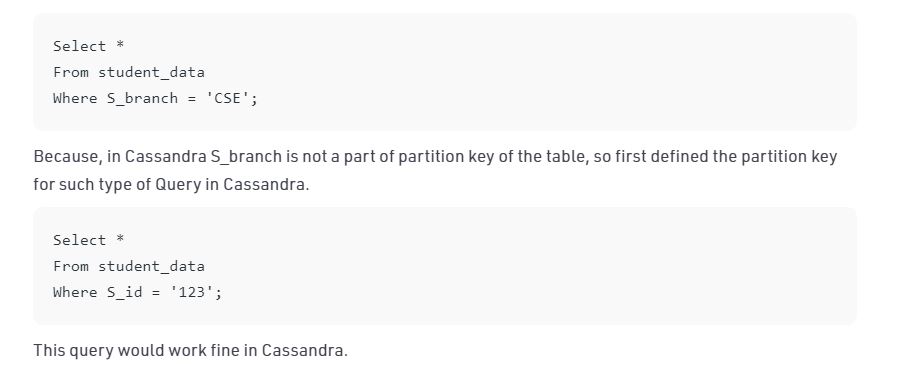 Select *
From student_data
Where S_branch = 'CSE';
Because, in Cassandra S_branch is not a part of partition key of the table, so first defined the partition key
for such type of Query in Cassandra.
Select *
From student_data
Where S_id = '123';
This query would work fine in Cassandra.